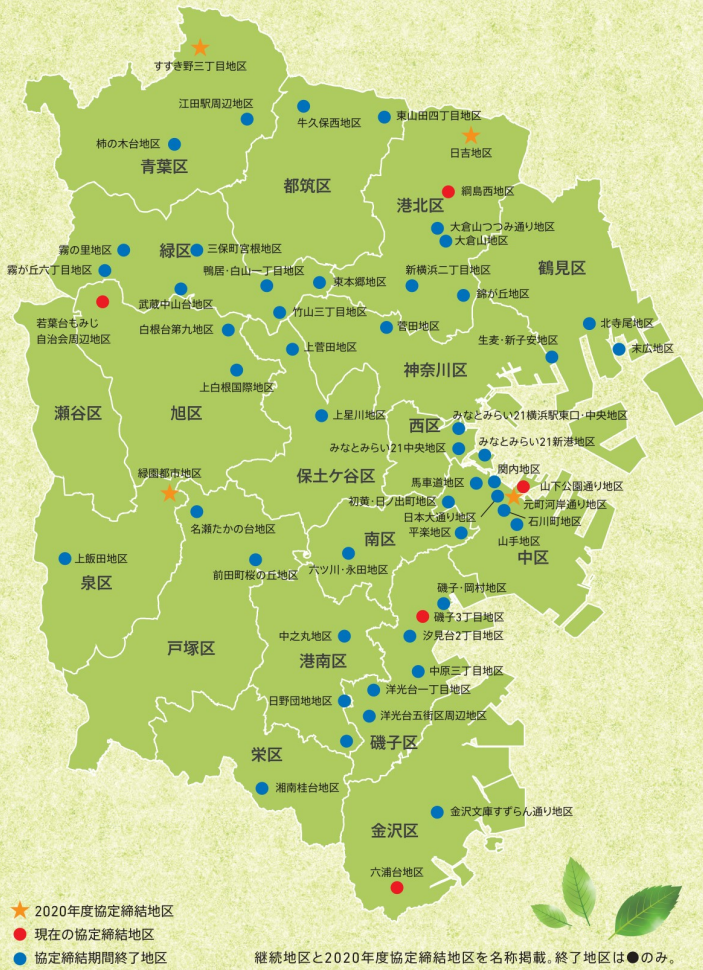 すすき野三丁目地区
江田駅周辺地区
牛久保西地区
東山田四丁目地区
柿の木台地区
日吉地区
青葉区
都筑区
綱島西地区
港北区
大倉山つつみ通り地区
大倉山地区
霧の里地区
緑区
三保町宮根地区
鶴見区
霧が丘六丁目地区
鴨居・白山一丁目地区
東本郷地区
新横浜二丁目地区
武蔵中山台地区
錦が丘地区
若葉台もみじ
自治会周辺地区
竹山三丁目地区
白根台第九地区
菅田地区
北寺尾地区
生麦・新子安地区
末広地区
上菅田地区
上白根国際地区
神奈川区
瀬谷区
旭区
上星川地区
西区
みなとみらい21横浜駅東口・中央地区
みなとみらい21中央地区
みなとみらい21新港地区
緑園都市地区
保土ケ谷区
関内地区
馬車道地区
山下公園通り地区
初黄・日ノ出町地区
元町河岸通り地区
名瀬たかの台地区
日本大通り地区
石川町地区
南区
平楽地区
山手地区
中区
上飯田地区
泉区
前田町桜の丘地区
六ツ川・永田地区
磯子・岡村地区
磯子3丁目地区
戸塚区
中之丸地区
汐見台2丁目地区
港南区
中原三丁目地区
日野団地地区
洋光台一丁目地区
洋光台五街区周辺地区
磯子区
栄区
湘南桂台地区
金沢文庫すずらん通り地区
金沢区
六浦台地区
2020年度協定締結地区
現在の協定締結地区
協定締結期間終了地区
継続地区と2020年度協定締結地区を名称掲載。終了地区は●のみ。